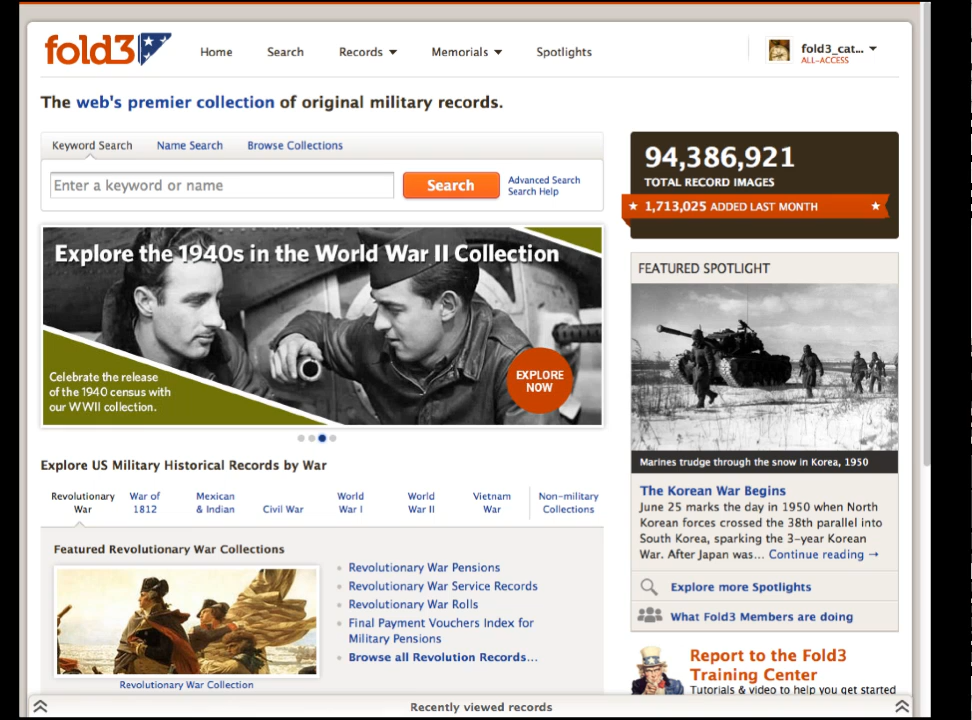 fold3
Home Search Records Memorials Spotlights
fold3_cat...
ALL-ACCESS
The web's premier collection of original military records.
Keyword Search Name Search Browse Collections
Enter a keyword or name
Search
Advanced Search
Search Help
94,386,921
TOTAL RECORD IMAGES
1,713,025 ADDED LAST MONTH
Explore the 1940s in the World War II Collection
Celebrate the release
of the 1940 census with
our WWII collection.
EXPLORE
NOW
FEATURED SPOTLIGHT
Marines trudge through the snow in Korea, 1950
The Korean War Begins
June 25 marks the day in 1950 when North
Korean forces crossed the 38th parallel into
South Korea, sparking the 3-year Korean
War. After Japan was... Continue reading →
Explore more Spotlights
What Fold3 Members are doing
Report to the Fold3
Training Center
Tutorials & video to help you get started
Explore US Military Historical Records by War
Revolutionary
War
War of
1812
Mexican
& Indian
Civil War
World
War I
World
War II
Vietnam
War
Non-military
Collections
Featured Revolutionary War Collections
Revolutionary War Collection
Revolutionary War Pensions
Revolutionary War Service Records
Revolutionary War Rolls
Final Payment Vouchers Index for
Military Pensions
Browse all Revolution Records...
Recently viewed records